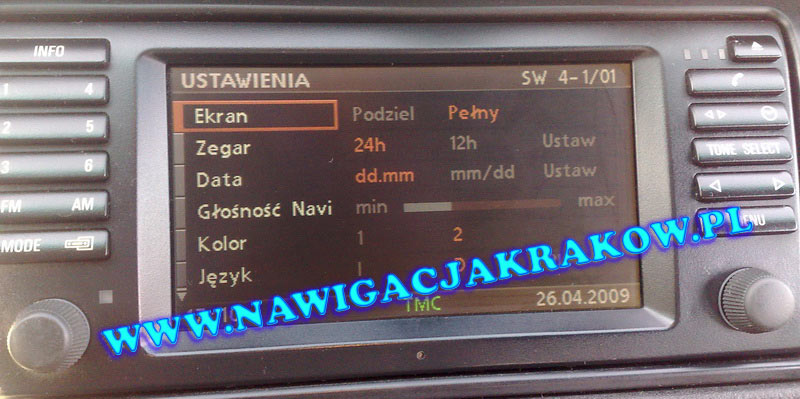 INFO
1 4
2 5
3 6
FM AM
MODE
USTAWIENIA SW 4-1/01
Ekran Podziel Pełny
Zegar 24h 12h Ustaw
Data dd.mm mm/dd Ustaw
Głośność Navi min max
Kolor 1 2
Język
TMC 26.04.2009
TONE SELECT
WWW.NAWIGACJAKRAKOW.PL